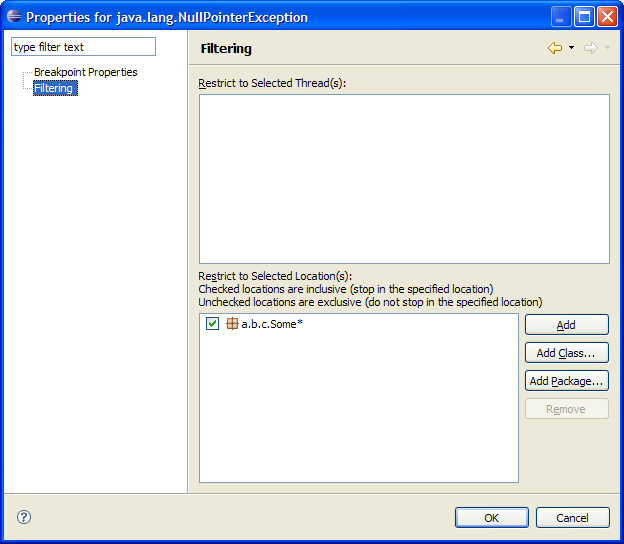 Properties for java.lang.NullPointerException
type filter text
Breakpoint Properties
Filtering
Filtering
Restrict to Selected Thread(s):
Restrict to Selected Location(s):
Checked locations are inclusive (stop in the specified location)
Unchecked locations are exclusive (do not stop in the specified location)
a.b.c.Some*
Add
Add Class...
Add Package...
Remove
?
OK
Cancel